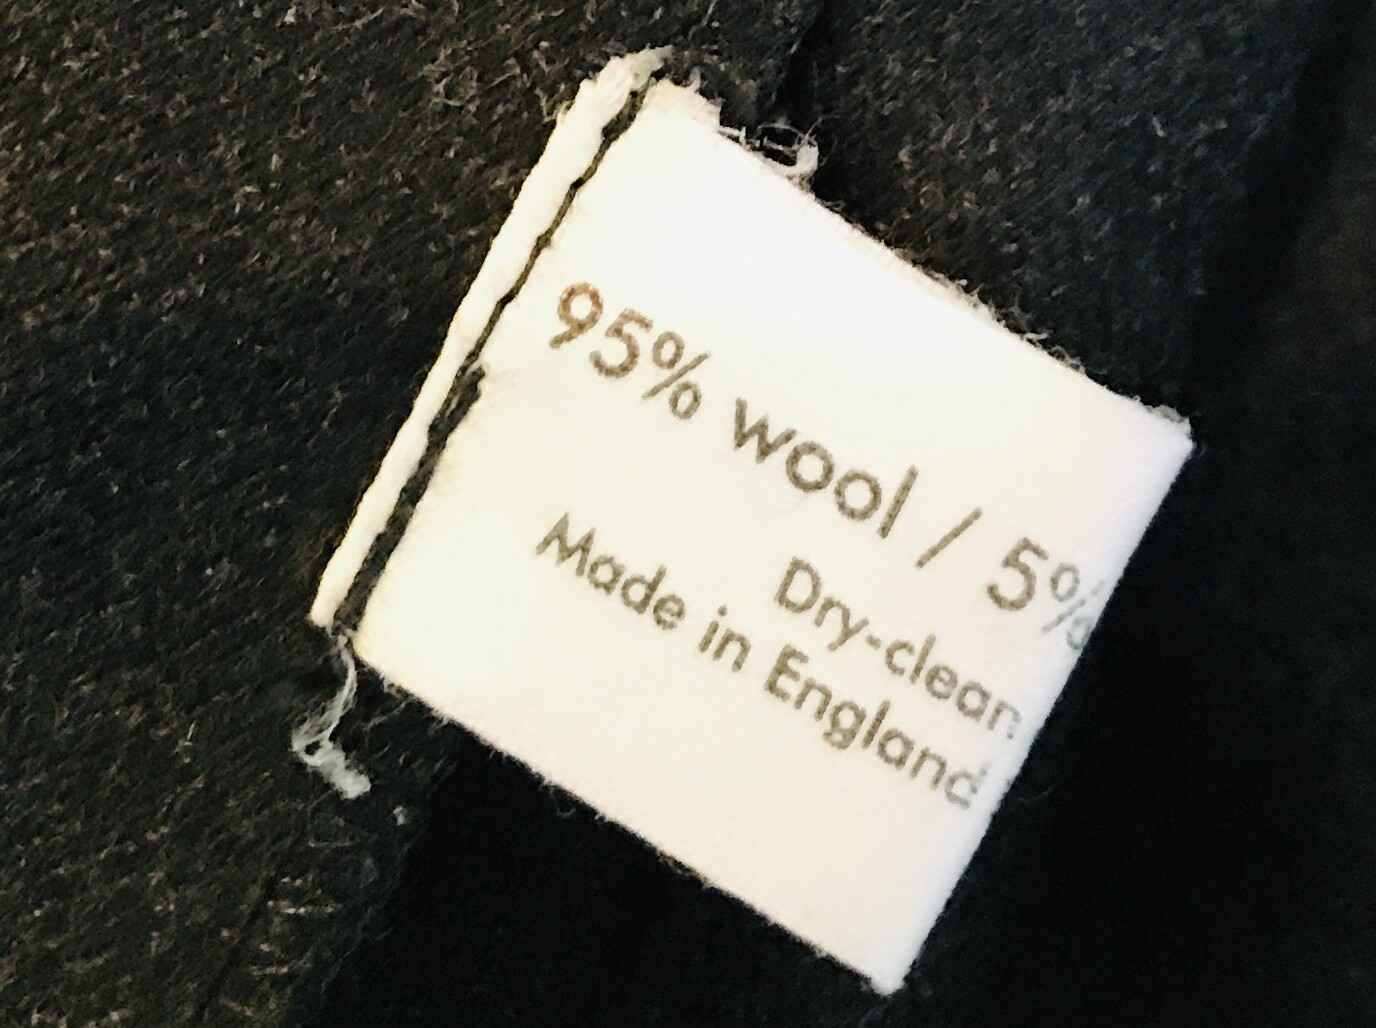 95% wool / 5%
Dry-clean
Made in England